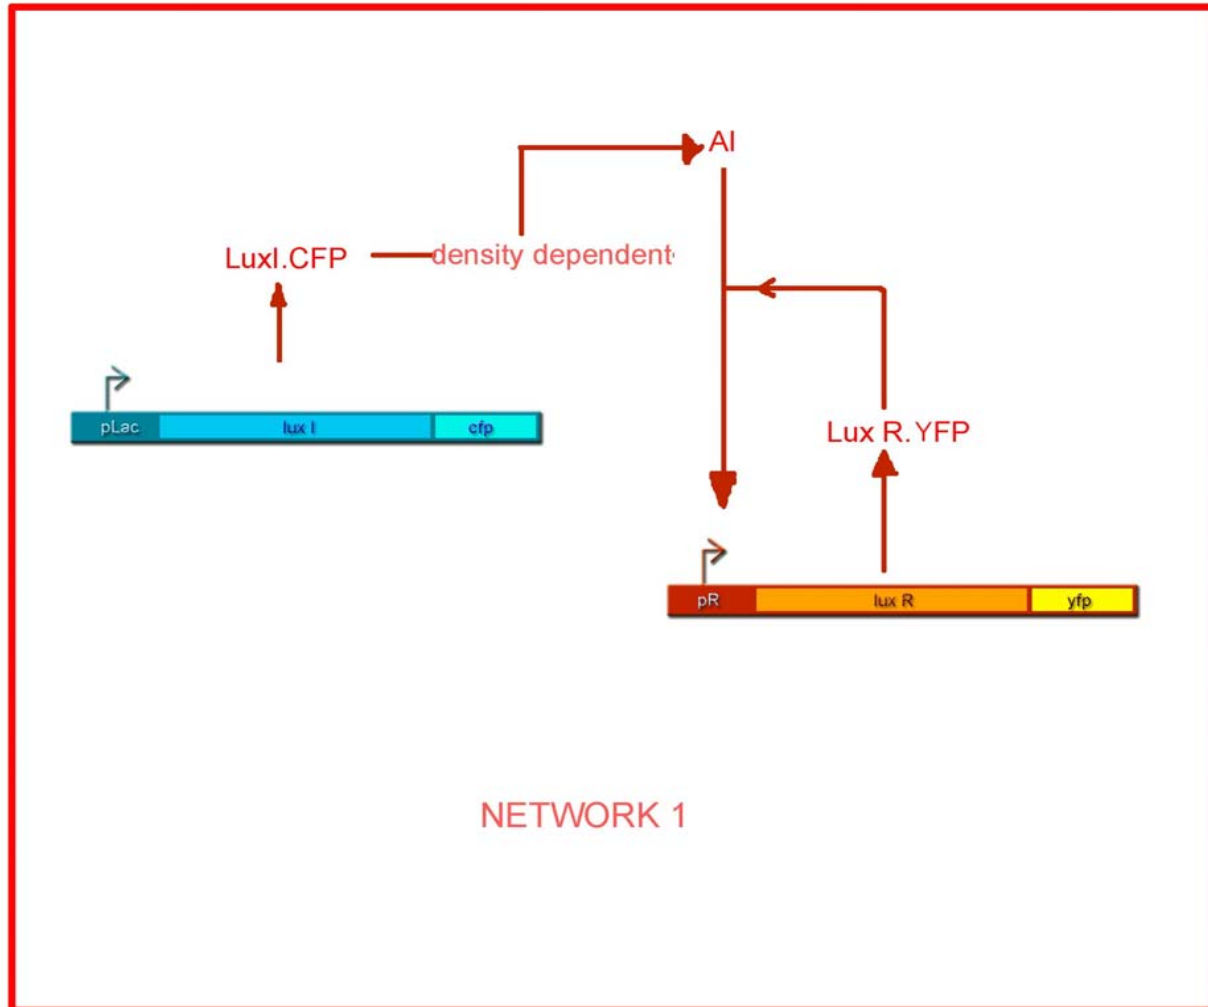 AI
LuxI.CFP
density dependent
pLac
lux I
cfp
Lux R.YFP
pR
lux R
yfp
NETWORK 1